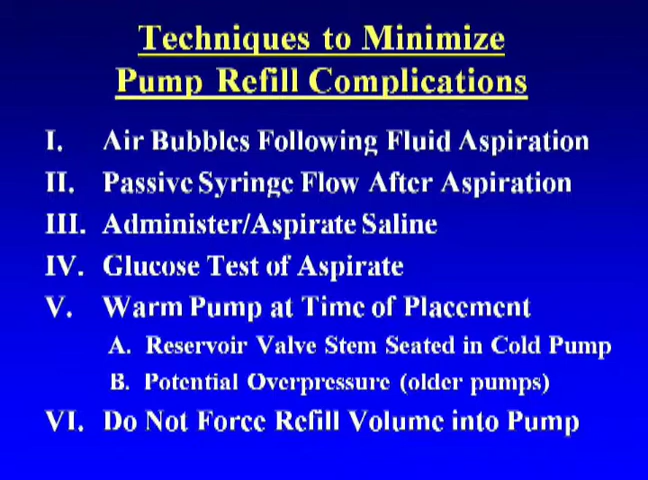 Techniques to Minimize
Pump Refill Complications
I. Air Bubbles Following Fluid Aspiration
II. Passive Syringe Flow After Aspiration
III. Administer/Aspirate Saline
IV. Glucose Test of Aspirate
V. Warm Pump at Time of Placement
A. Reservoir Valve Stem Seated in Cold Pump
B. Potential Overpressure (older pumps)
VI. Do Not Force Refill Volume into Pump